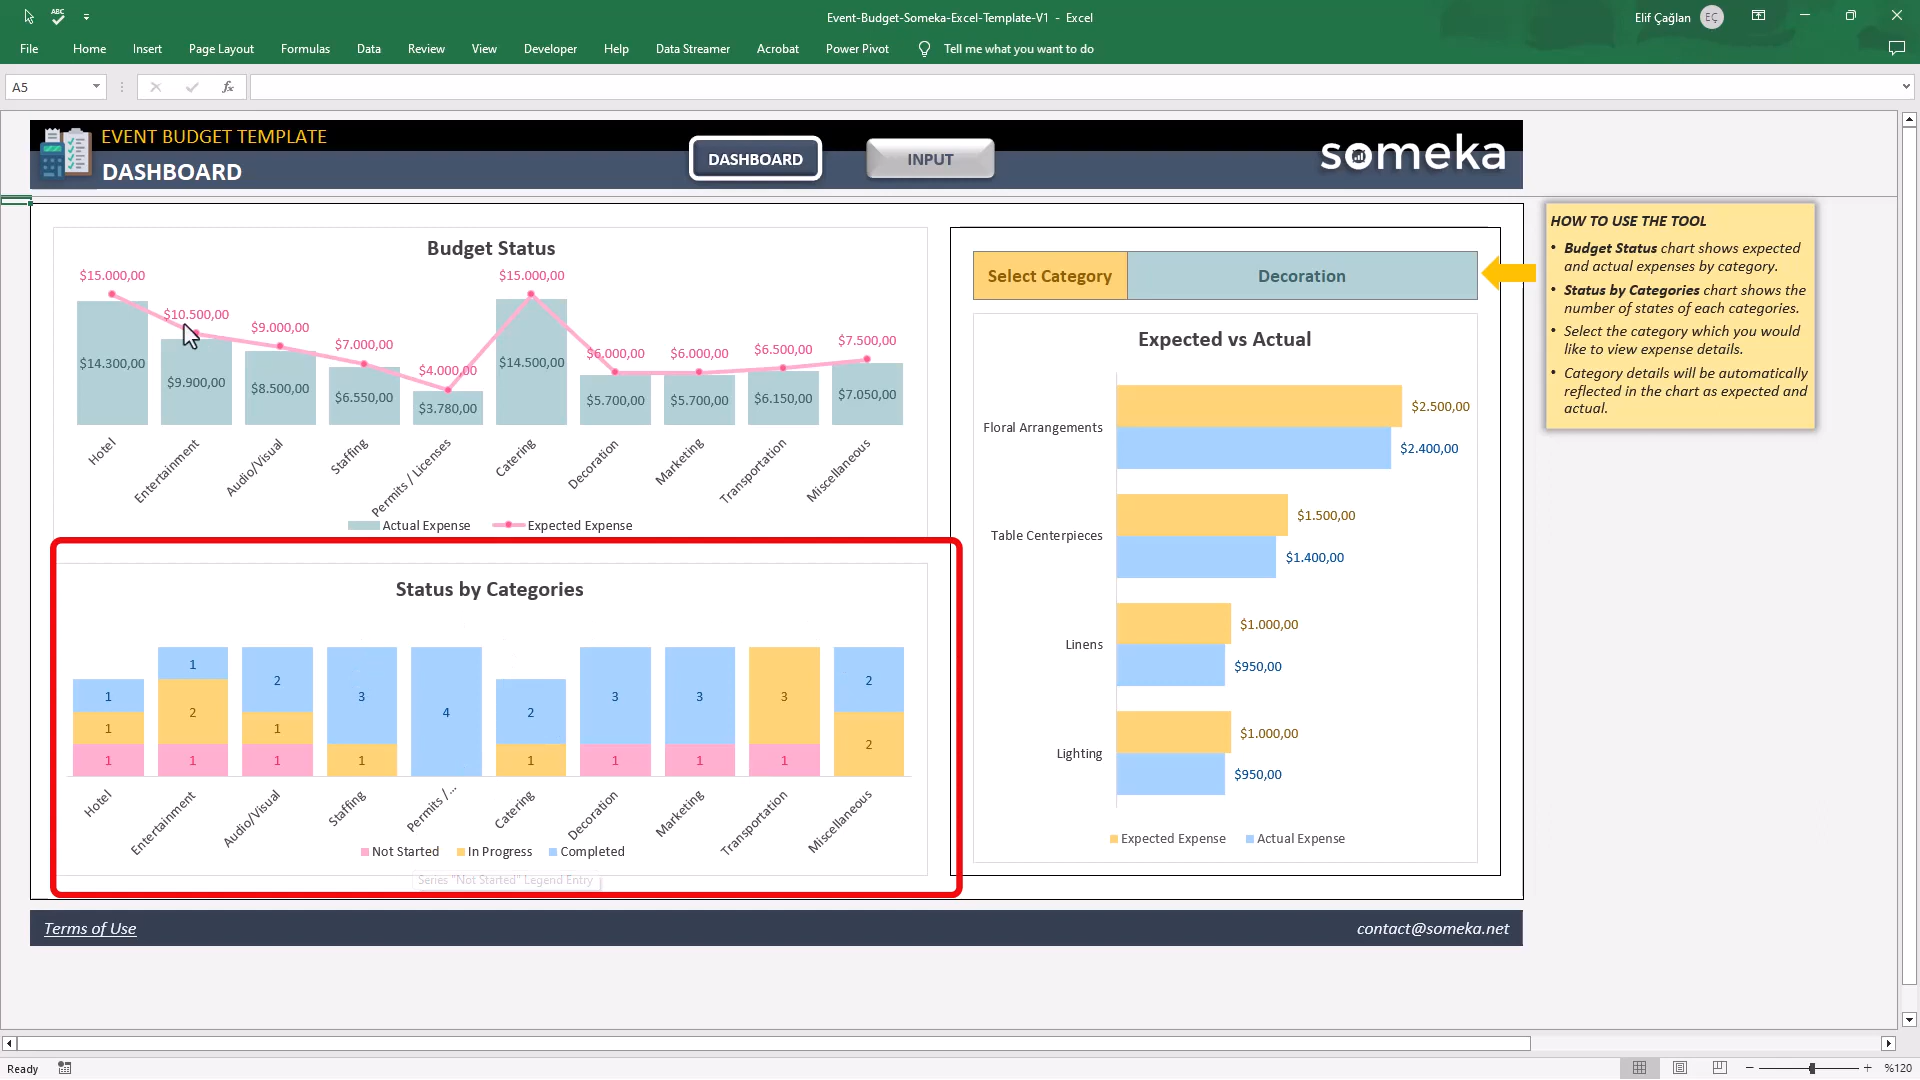 ABC
Event-Budget-Someka-Excel-Template-V1 - Excel
Elif Çağlan
EÇ
File Home Insert Page Layout Formulas Data Review View Developer Help Data Streamer Acrobat Power Pivot Tell me what you want to do
A5
fx
EVENT BUDGET TEMPLATE
DASHBOARD
DASHBOARD
INPUT
someka
Budget Status
$15.000,00
$10.500,00
$9.000,00
$7.000,00
$4.000,00
$15.000,00
$6.000,00
$6.000,00
$6.500,00
$7.500,00
$14.300,00
$9.900,00
$8.500,00
$6.550,00
$3.780,00
$14.500,00
$5.700,00
$5.700,00
$6.150,00
$7.050,00
Hotel
Entertainment
Audio/Visual
Staffing
Permits / Licenses
Catering
Decoration
Marketing
Transportation
Miscellaneous
Actual Expense Expected Expense
Status by Categories
1
1
1
1
2
1
2
1
1
3
1
4
2
1
3
1
3
1
3
1
2
2
Hotel
Entertainment
Audio/Visual
Staffing
Permits /...
Catering
Decoration
Marketing
Transportation
Miscellaneous
Not Started In Progress Completed
Series "Not Started" Legend Entry
Select Category
Decoration
Expected vs Actual
Floral Arrangements
$2.500,00
$2.400,00
Table Centerpieces
$1.500,00
$1.400,00
Linens
$1.000,00
$950,00
Lighting
$1.000,00
$950,00
Expected Expense Actual Expense
HOW TO USE THE TOOL
• Budget Status chart shows expected
and actual expenses by category.
• Status by Categories chart shows the
number of states of each categories.
• Select the category which you would
like to view expense details.
• Category details will be automatically
reflected in the chart as expected and
actual.
Terms of Use
contact@someka.net
Ready
%120